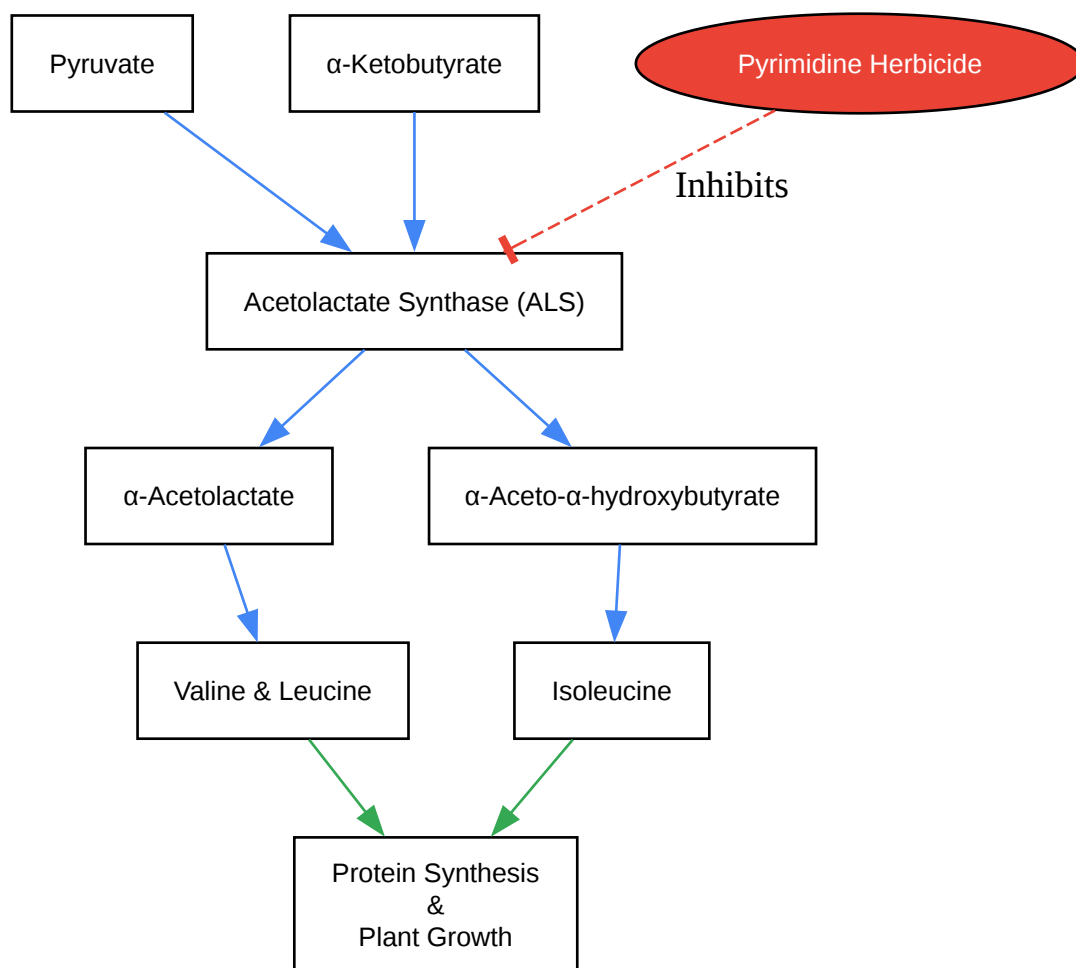 Pyruvate
α-Ketobutyrate
Pyrimidine Herbicide
Inhibits
Acetolactate Synthase (ALS)
α-Acetolactate
α-Aceto-α-hydroxybutyrate
Valine & Leucine
Isoleucine
Protein Synthesis
&
Plant Growth